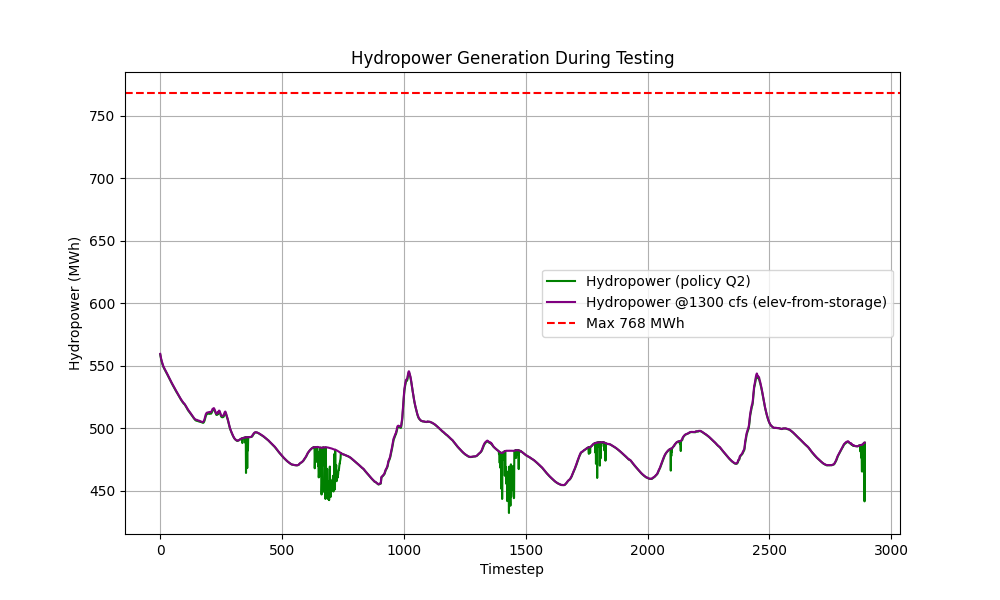 Hydropower Generation During Testing
Hydropower (MWh)
750
700
650
600
550
500
450
Hydropower (policy Q2)
Hydropower @1300 cfs (elev-from-storage)
Max 768 MWh
0 500 1000 1500 2000 2500 3000
Timestep